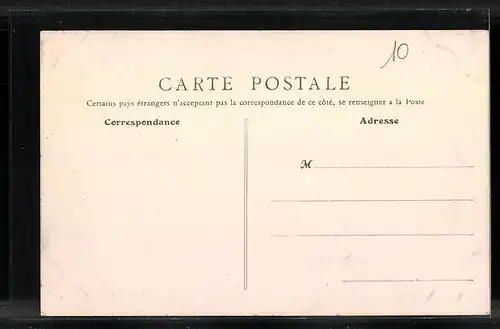 10
CARTE POSTALE
Certains pays étrangers n'acceptant pas la correspondance de ce côté, se renseigner a la Poste
Correspondance
Adresse
M